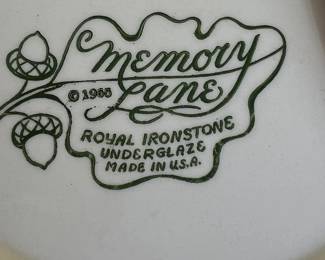 Memory
© 1965 Lane
ROYAL IRONSTONE
UNDERGLAZE
MADE IN U.S.A.